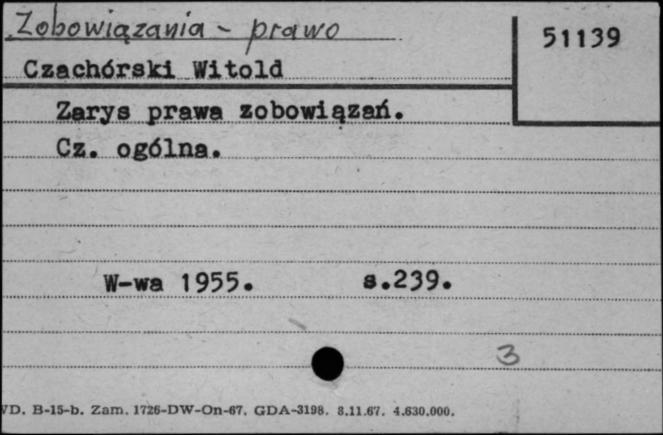 Zobowiązania - prawo
51139
Czachórski Witold
Zarys prawa zobowiązań.
Cz. ogólna.
W-wa 1955. s.239.
3
VD. B-15-b. Zam. 1726-DW-On-67. GDA-3198. 8.11.67. 4.630.000.